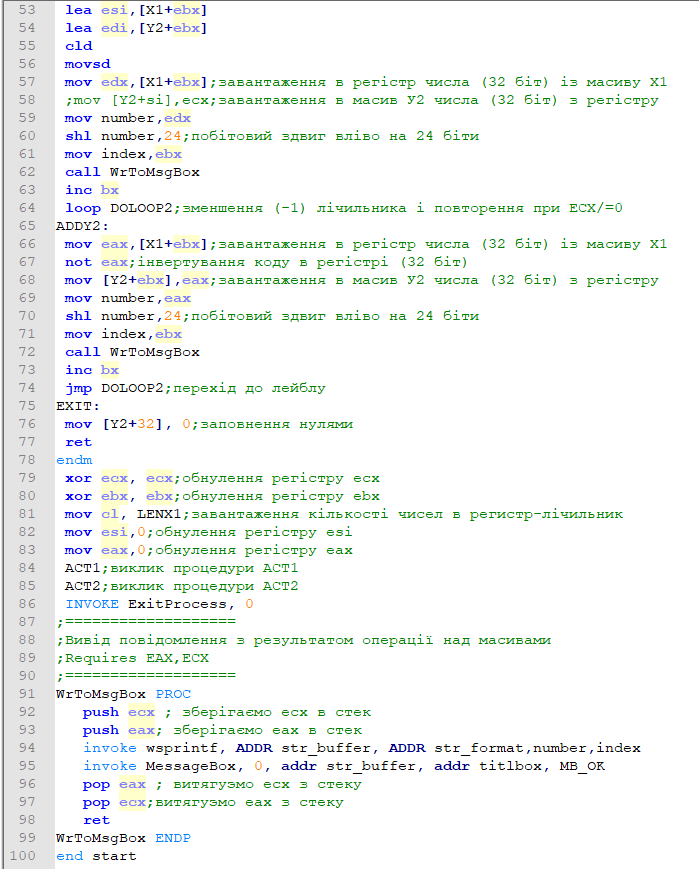 53 lea esi,[X1+ebx]
54 lea edi,[Y2+ebx]
55 cld
56 movsd
57 mov edx,[X1+ebx];завантаження в регістр числа (32 біт) із масиву X1
58 ;mov [Y2+si],ecx;завантаження в масив У2 числа (32 біт) з регістру
59 mov number,edx
60 shl number,24;побітовий здвиг вліво на 24 біти
61 mov index,ebx
62 call WrToMsgBox
63 inc bx
64 loop DOLOOP2;зменшення (-1) лічильника і повторення при ECX/=0
65 ADDY2:
66 mov eax,[X1+ebx];завантаження в регістр числа (32 біт) із масиву X1
67 not eax;інвертування коду в регістрі (32 біт)
68 mov [Y2+ebx],eax;завантаження в масив У2 числа (32 біт) з регістру
69 mov number,eax
70 shl number,24;побітовий здвиг вліво на 24 біти
71 mov index,ebx
72 call WrToMsgBox
73 inc bx
74 jmp DOLOOP2;перехід до лейблу
75 EXIT:
76 mov [Y2+32], 0;заповнення нулями
77 ret
78 endm
79 xor ecx, ecx;обнулення регістру ecx
80 xor ebx, ebx;обнулення регістру ebx
81 mov cl, LENX1;завантаження кількості чисел в регистр-лічильник
82 mov esi,0;обнулення регістру esi
83 mov eax,0;обнулення регістру eax
84 ACT1;виклик процедури ACT1
85 ACT2;виклик процедури ACT2
86 INVOKE ExitProcess, 0
87 ;===================
88 ;Вивід повідомлення з результатом операції над масивами
89 ;Requires EAX,ECX
90 ;===================
91 WrToMsgBox PROC
92 push ecx ; зберігаємо ecx в стек
93 push eax; зберігаємо eax в стек
94 invoke wsprintf, ADDR str_buffer, ADDR str_format,number,index
95 invoke MessageBox, 0, addr str_buffer, addr titlbox, MB_OK
96 pop eax ; витягуэмо ecx з стеку
97 pop ecx;витягуэмо eax з стеку
98 ret
99 WrToMsgBox ENDP
100 end start